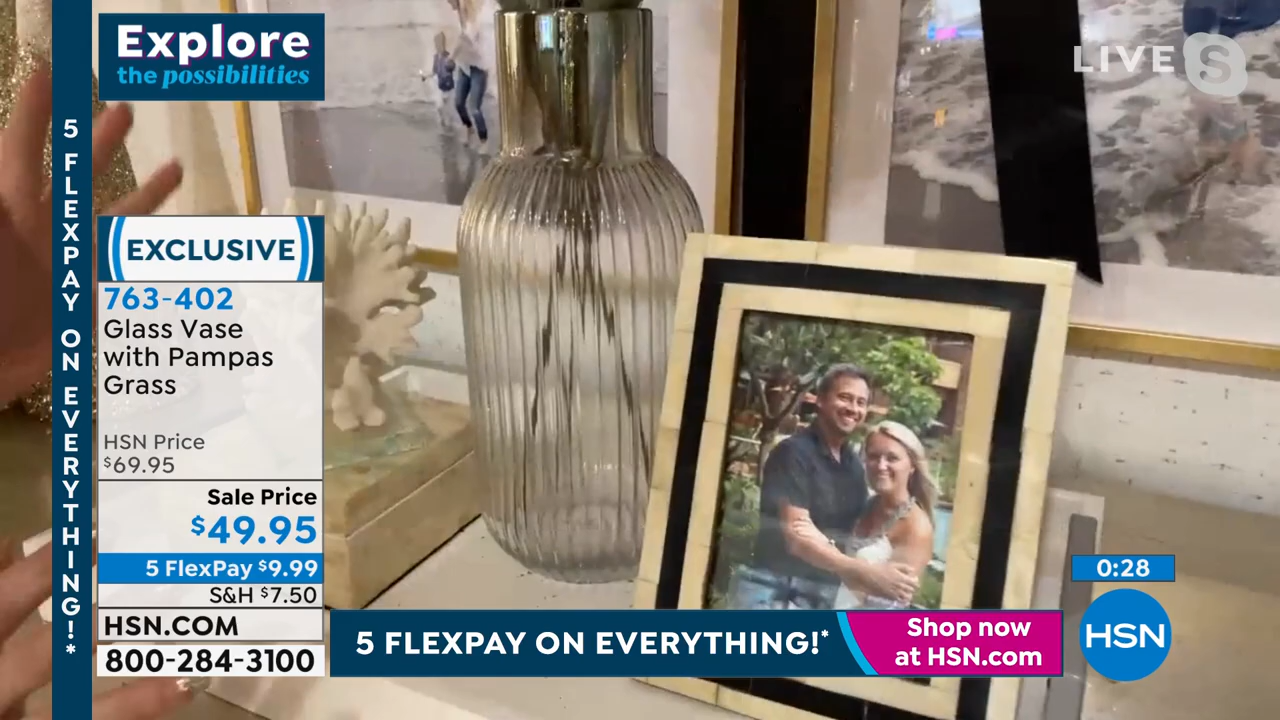 Explore
the possibilities
LIVE S
5 FLEXPAY ON EVERYTHING!*
EXCLUSIVE
763-402
Glass Vase
with Pampas
Grass
HSN Price
$69.95
Sale Price
$49.95
5 FlexPay $9.99
S&H $7.50
HSN.COM
800-284-3100
5 FLEXPAY ON EVERYTHING!*
Shop now
at HSN.com
0:28
HSN